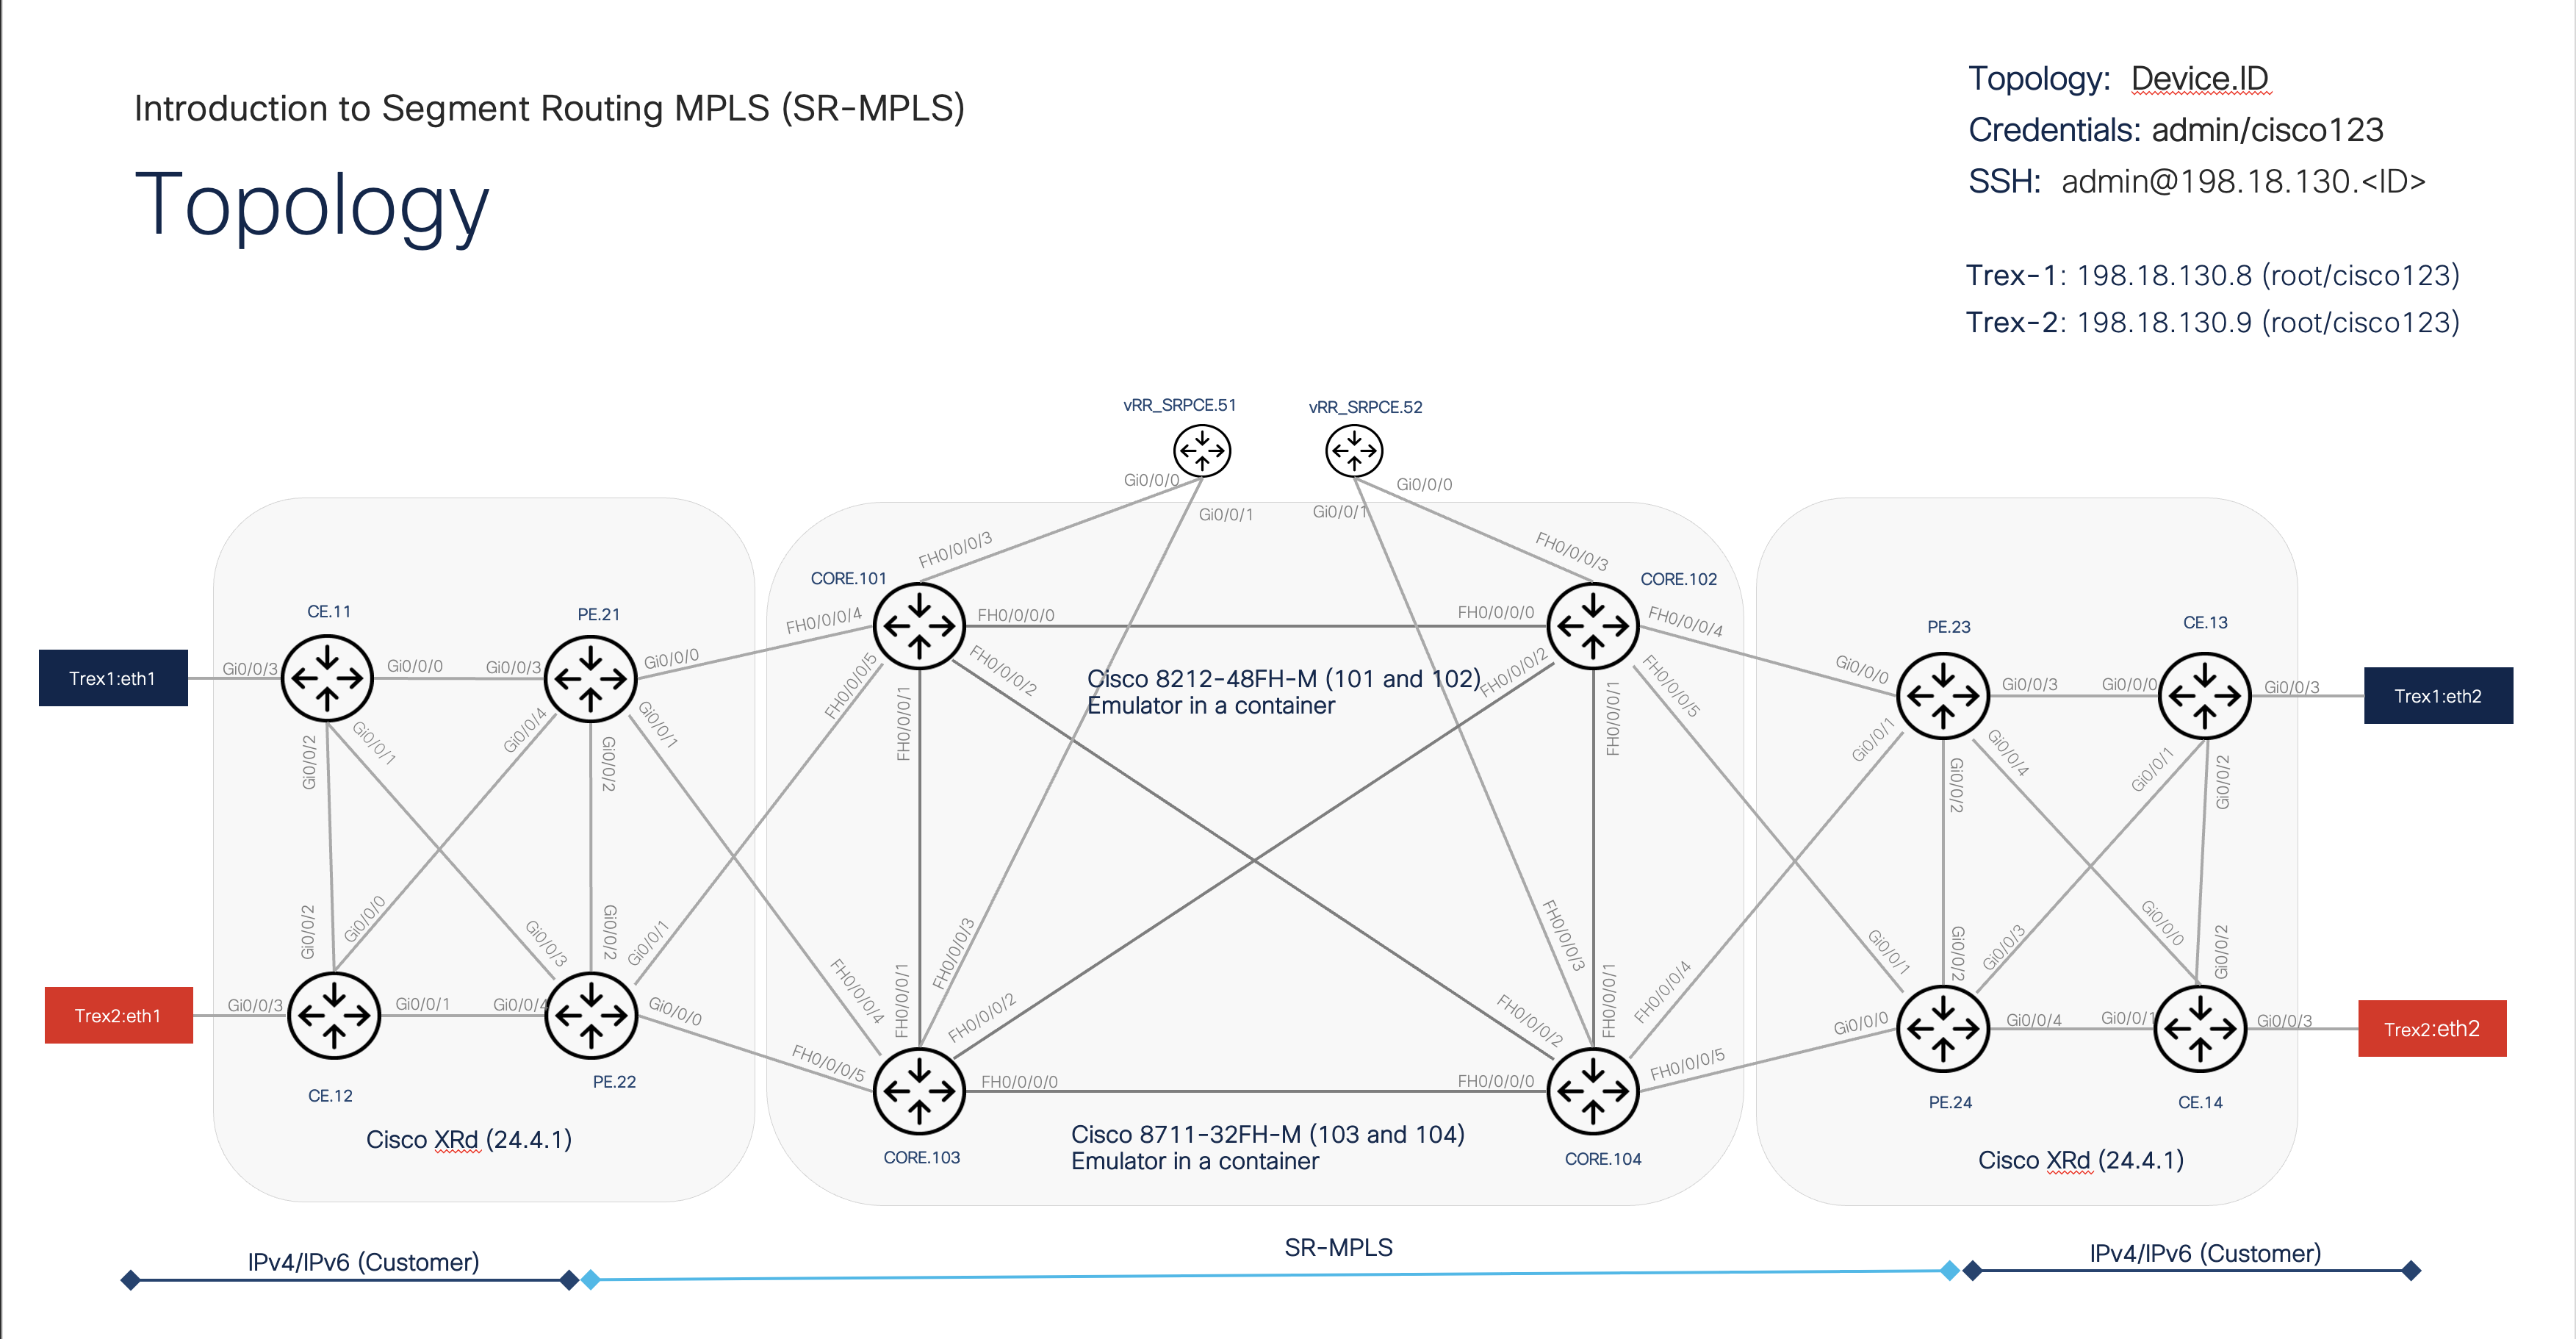 Introduction to Segment Routing MPLS (SR-MPLS)
Topology
Topology: Device.ID
Credentials: admin/cisco123
SSH: admin@198.18.130.<ID>
Trex-1: 198.18.130.8 (root/cisco123)
Trex-2: 198.18.130.9 (root/cisco123)
vRR_SRPCE.51
vRR_SRPCE.52
Gi0/0/0
Gi0/0/1
Gi0/0/1
Gi0/0/0
FH0/0/0/3
FH0/0/0/3
CORE.101
CORE.102
CE.11
PE.21
FH0/0/0/4
FH0/0/0/0
FH0/0/0/0
FH0/0/0/4
PE.23
CE.13
Trex1:eth1
Gi0/0/3
Gi0/0/0
Gi0/0/3
Gi0/0/0
FH0/0/0/5
FH0/0/0/1
FH0/0/0/2
Cisco 8212-48FH-M (101 and 102)
Emulator in a container
FH0/0/0/2
FH0/0/0/1
FH0/0/0/5
Gi0/0/0
Gi0/0/3
Gi0/0/0
Gi0/0/3
Trex1:eth2
Gi0/0/2
Gi0/0/1
Gi0/0/4
Gi0/0/2
Gi0/0/1
Gi0/0/1
Gi0/0/2
Gi0/0/4
Gi0/0/1
Gi0/0/2
Gi0/0/2
Gi0/0/0
Gi0/0/3
Gi0/0/2
Gi0/0/1
FH0/0/0/4
FH0/0/0/1
FH0/0/0/3
FH0/0/0/2
FH0/0/0/3
FH0/0/0/2
FH0/0/0/1
FH0/0/0/4
Gi0/0/1
Gi0/0/2
Gi0/0/3
Gi0/0/0
Gi0/0/2
Trex2:eth1
Gi0/0/3
Gi0/0/1
Gi0/0/4
Gi0/0/0
FH0/0/0/5
FH0/0/0/0
FH0/0/0/0
FH0/0/0/5
Gi0/0/0
Gi0/0/4
Gi0/0/1
Gi0/0/3
Trex2:eth2
CE.12
PE.22
PE.24
CE.14
Cisco XRd (24.4.1)
CORE.103
Cisco 8711-32FH-M (103 and 104)
Emulator in a container
CORE.104
Cisco XRd (24.4.1)
IPv4/IPv6 (Customer)
SR-MPLS
IPv4/IPv6 (Customer)